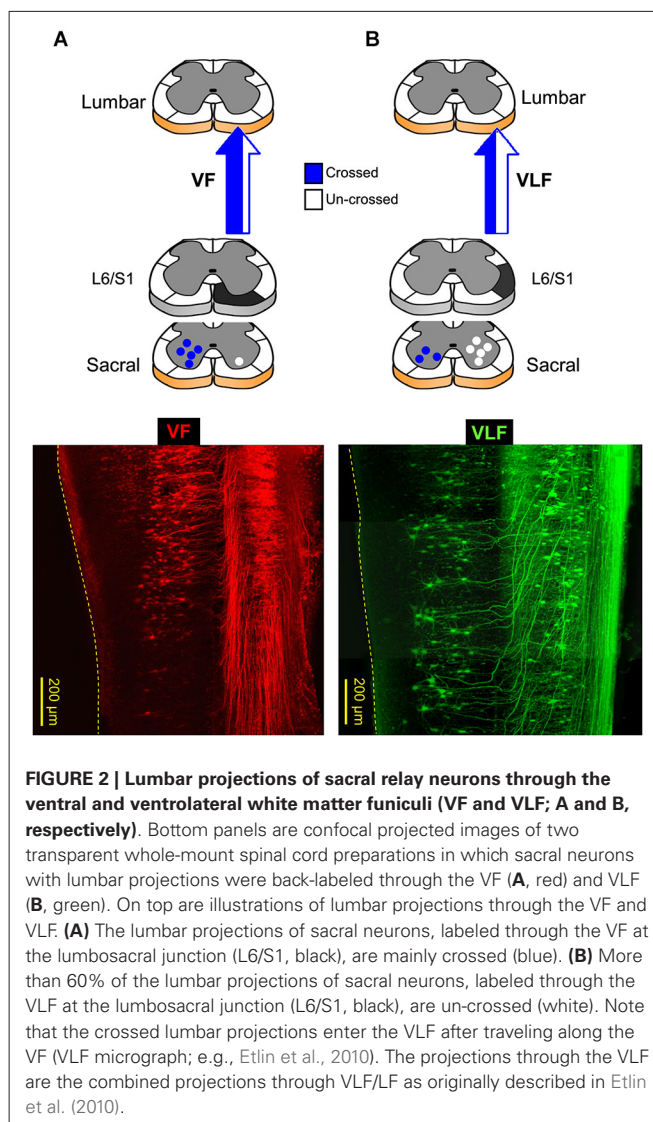 A
B
Lumbar
Lumbar
VF
VLF
Crossed
Un-crossed
L6/S1
L6/S1
Sacral
Sacral
VF
VLF
200 μm
200 μm
FIGURE 2 | Lumbar projections of sacral relay neurons through the
ventral and ventrolateral white matter funiculi (VF and VLF; A and B,
respectively). Bottom panels are confocal projected images of two
transparent whole-mount spinal cord preparations in which sacral neurons
with lumbar projections were back-labeled through the VF (A, red) and VLF
(B, green). On top are illustrations of lumbar projections through the VF and
VLF. (A) The lumbar projections of sacral neurons, labeled through the VF at
the lumbosacral junction (L6/S1, black), are mainly crossed (blue). (B) More
than 60% of the lumbar projections of sacral neurons, labeled through the
VLF at the lumbosacral junction (L6/S1, black), are un-crossed (white). Note
that the crossed lumbar projections enter the VLF after traveling along the
VF (VLF micrograph; e.g., Etlin et al., 2010). The projections through the VLF
are the combined projections through VLF/LF as originally described in Etlin
et al. (2010).